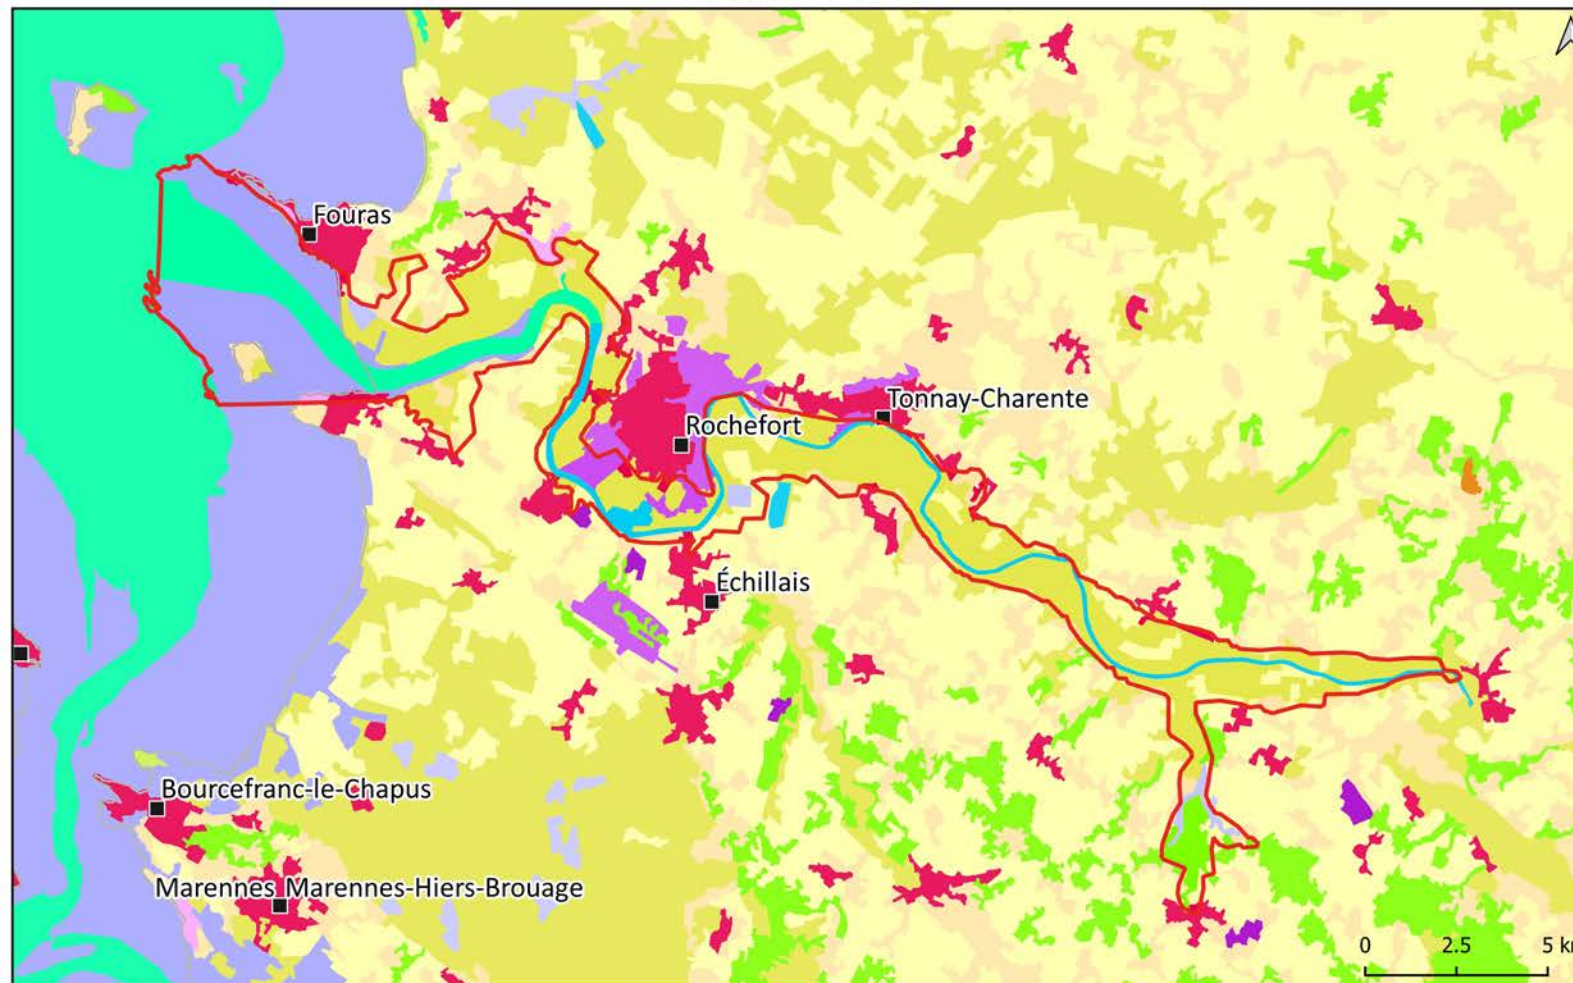 Fouras
Tonnay-Charente
Rochefort
Échillais
Bourcefranc-le-Chapus
Marennes Marennes-Hiers-Brouage
0 2.5 5